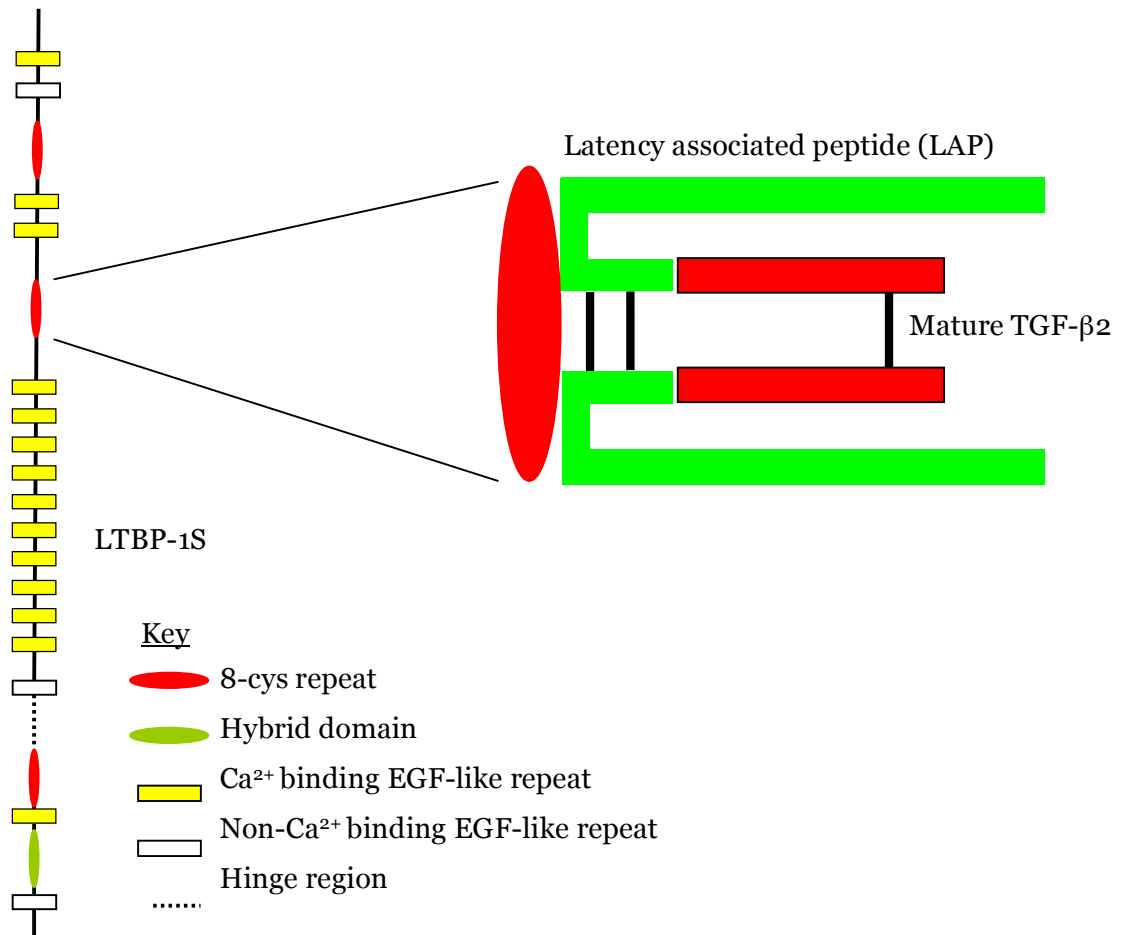 Latency associated peptide (LAP)
Mature TGF-β2
LTBP-1S
Key
8-cys repeat
Hybrid domain
Ca²⁺ binding EGF-like repeat
Non-Ca²⁺ binding EGF-like repeat
Hinge region